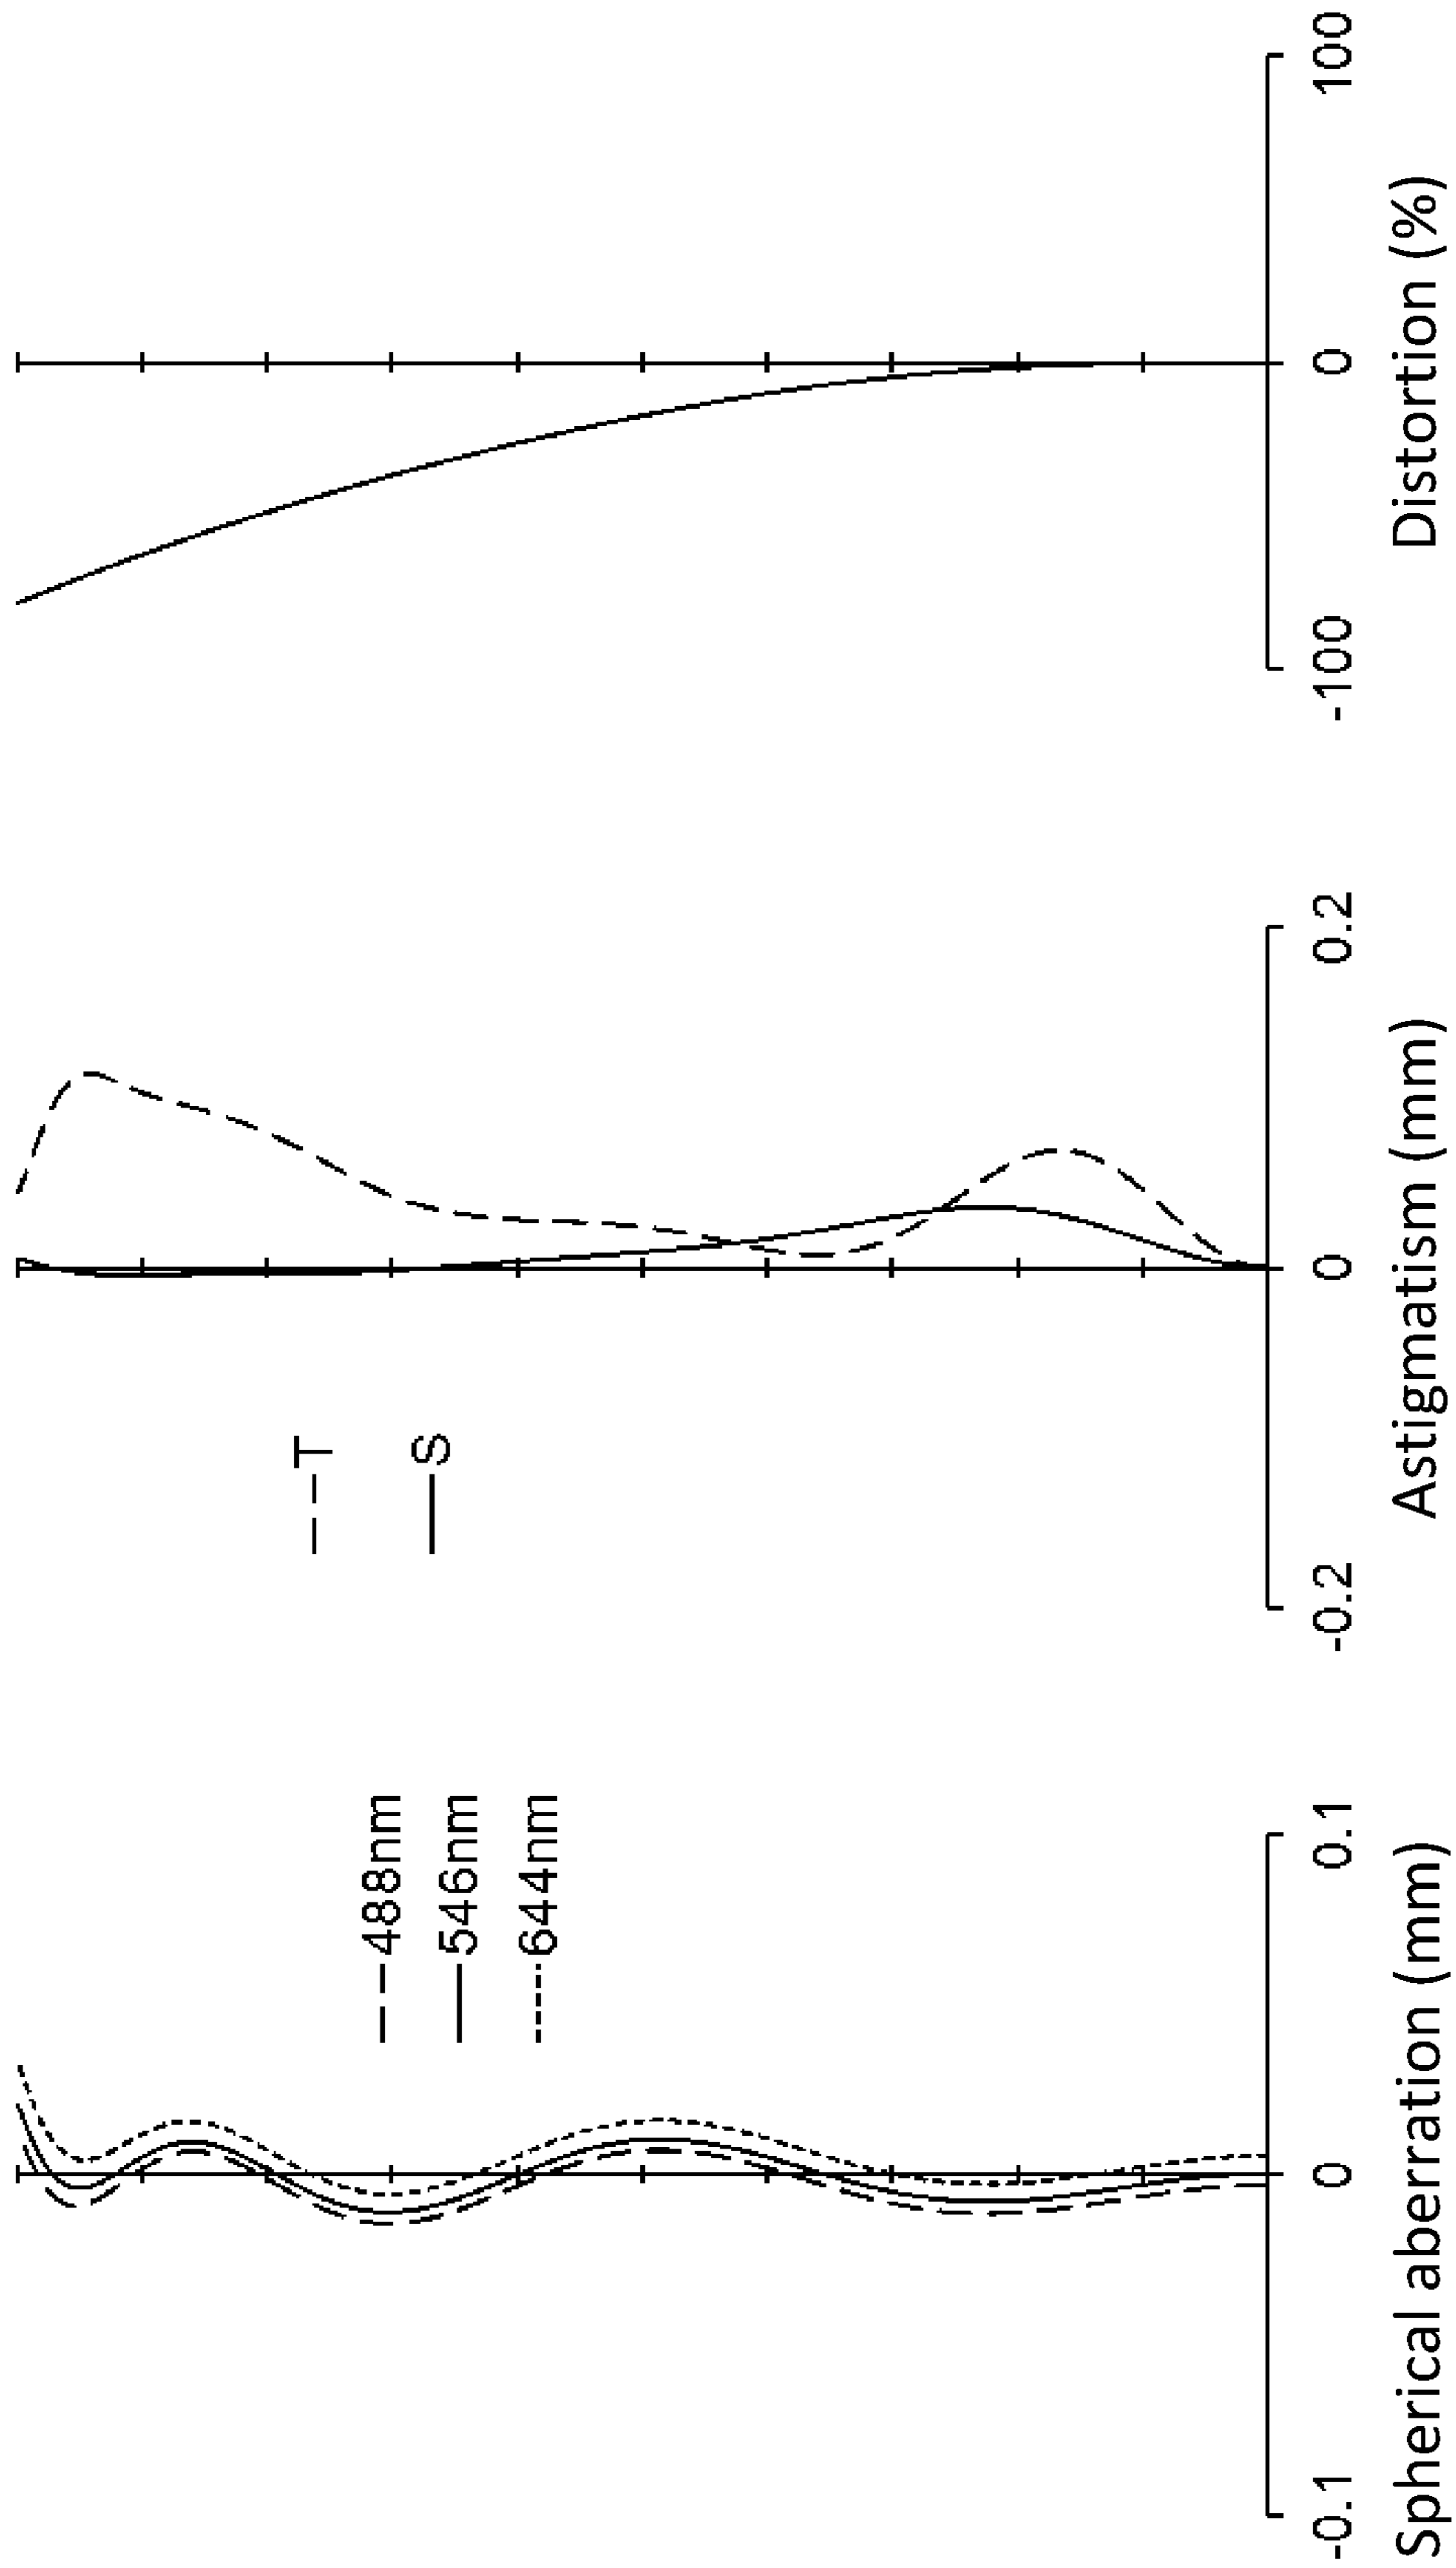 488nm
546nm
644nm
-0.1 0 0.1
Spherical aberration (mm)
T
S
-0.2 0 0.2
Astigmatism (mm)
-100 0 100
Distortion (%)